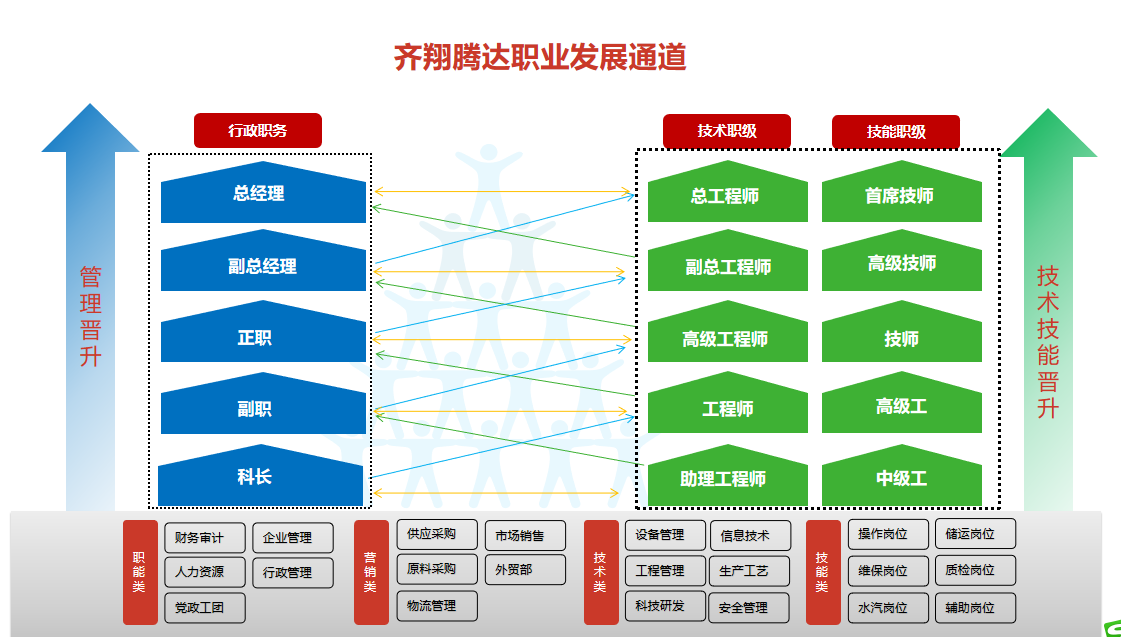 齐翔腾达职业发展通道
行政职务
技术职级
技能职级
管理晋升
总经理
副总经理
正职
副职
科长
总工程师
首席技师
副总工程师
高级技师
高级工程师
技师
工程师
高级工
助理工程师
中级工
技术技能晋升
职能类
财务审计
企业管理
人力资源
行政管理
党政工团
营销类
供应采购
市场销售
原料采购
外贸部
物流管理
技术类
设备管理
信息技术
工程管理
生产工艺
科技研发
安全管理
技能类
操作岗位
储运岗位
维保岗位
质检岗位
水汽岗位
辅助岗位